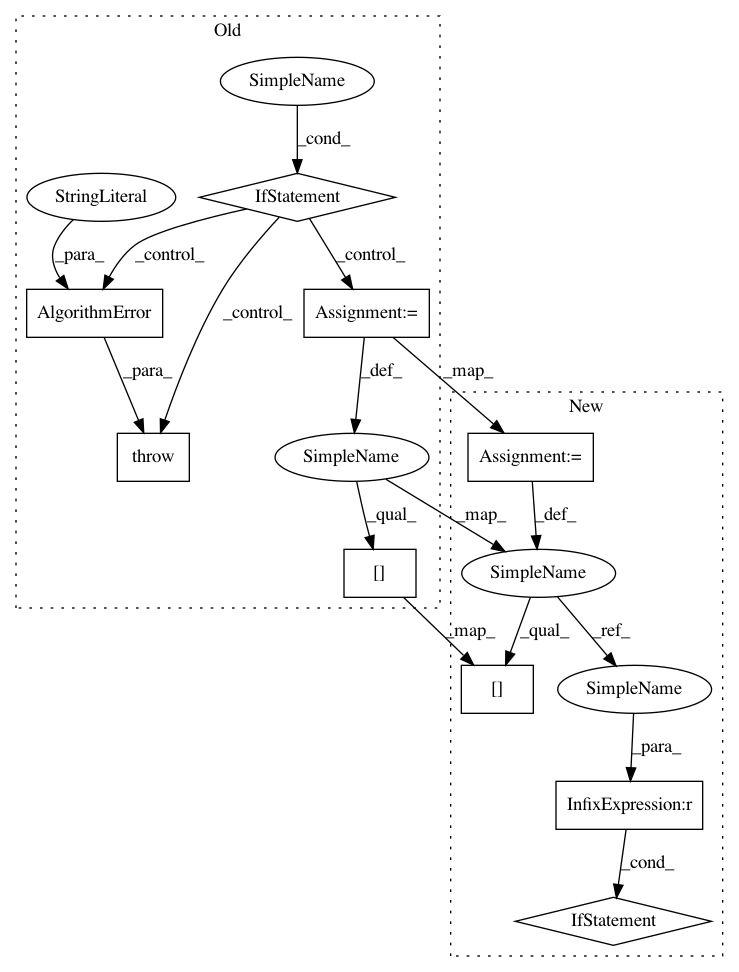 Old
SimpleName
_cond_
StringLiteral
IfStatement
_para_
_control_
_control_
_control_
AlgorithmError
Assignment:=
_para_
_def_
_map_
New
throw
SimpleName
Assignment:=
_qual_
_map_
_def_
[]
SimpleName
_map_
_qual_
_ref_
[]
SimpleName
_para_
InfixExpression:r
_cond_
IfStatement